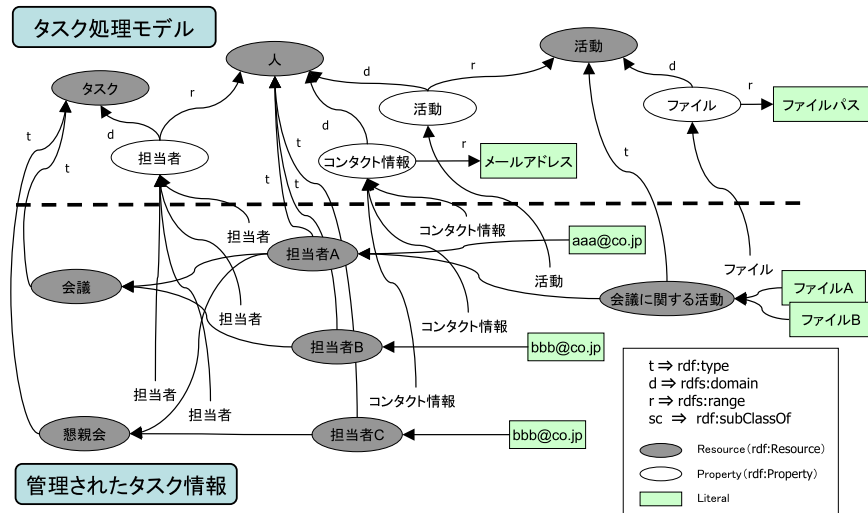 タスク処理モデル
人
活動
タスク
r
d
r
d
r
d
活動
ファイル
r
ファイルパス
t
d
担当者
コンタクト情報
r
メールアドレス
t
t
t
t
t
t
担当者
コンタクト情報
aaa@co.jp
担当者A
会議
活動
ファイル
ファイルA
会議に関する活動
ファイルB
担当者
コンタクト情報
担当者B
bbb@co.jp
担当者
担当者
コンタクト情報
懇親会
担当者C
bbb@co.jp
管理されたタスク情報
t ⇒ rdf:type
d ⇒ rdfs:domain
r ⇒ rdfs:range
sc ⇒ rdf:subClassOf
Resource（rdf:Resource）
Property（rdf:Property）
Literal